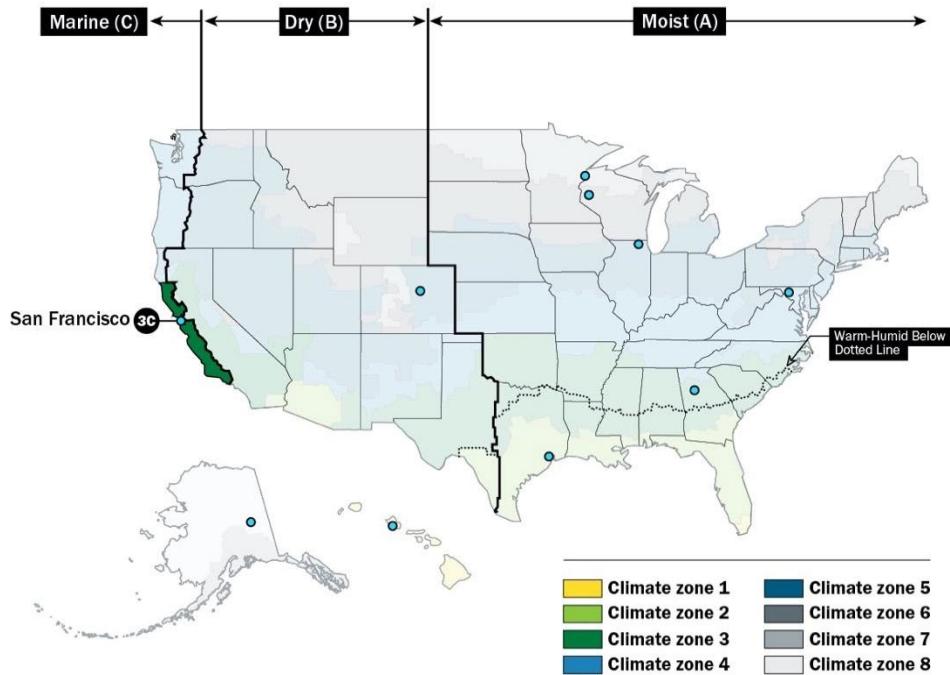 Marine (C)
Dry (B)
Moist (A)
San Francisco 3C
Warm-Humid Below
Dotted Line
Climate zone 1
Climate zone 2
Climate zone 3
Climate zone 4
Climate zone 5
Climate zone 6
Climate zone 7
Climate zone 8